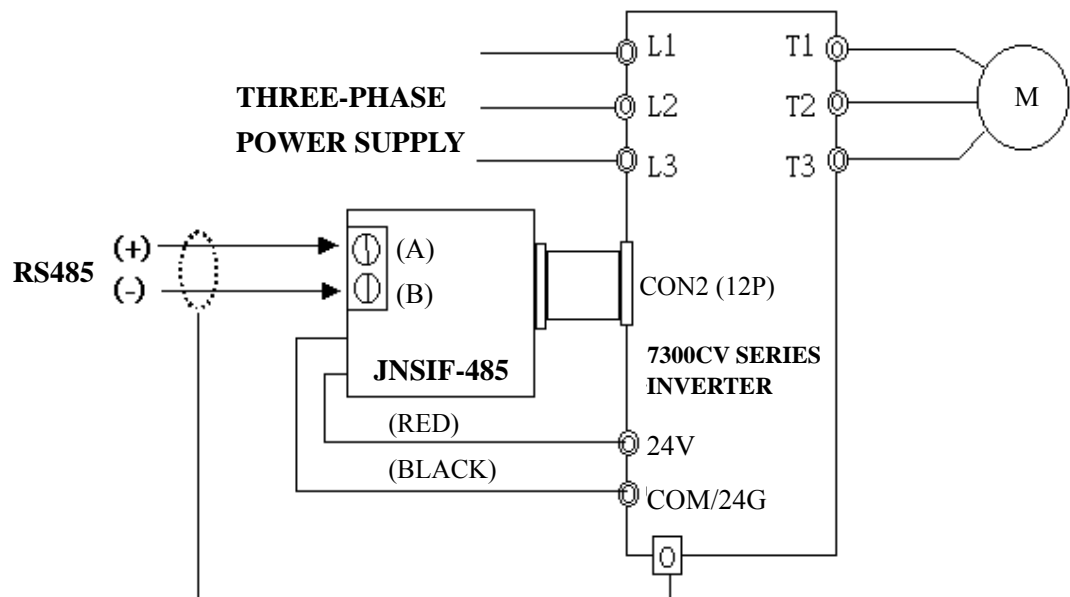 L1
T1
THREE-PHASE
M
L2
T2
POWER SUPPLY
L3
T3
(+)
(A)
RS485
(-)
(B)
CON2 (12P)
7300CV SERIES
JNSIF-485
INVERTER
(RED)
24V
(BLACK)
COM/24G